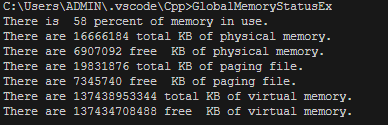 C:\Users\ADMIN\.vscode\Cpp>GlobalMemoryStatusEx
There is  58 percent of memory in use.
There are 16666184 total KB of physical memory.
There are 6907092 free  KB of physical memory.
There are 19831876 total KB of paging file.
There are 7345740 free  KB of paging file.
There are 137438953344 total KB of virtual memory.
There are 137434708488 free  KB of virtual memory.